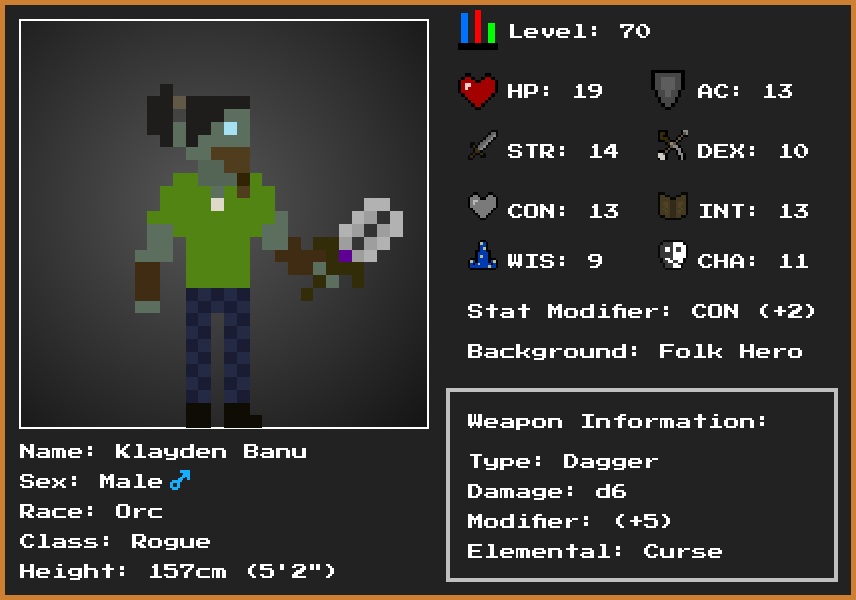 Level: 70
HP: 19
AC: 13
STR: 14
DEX: 10
CON: 13
INT: 13
WIS: 9
CHA: 11
Stat Modifier: CON (+2)
Background: Folk Hero
Weapon Information:
Type: Dagger
Damage: d6
Modifier: (+5)
Elemental: Curse
Name: Klayden Banu
Sex: Male♂
Race: Orc
Class: Rogue
Height: 157cm (5'2")